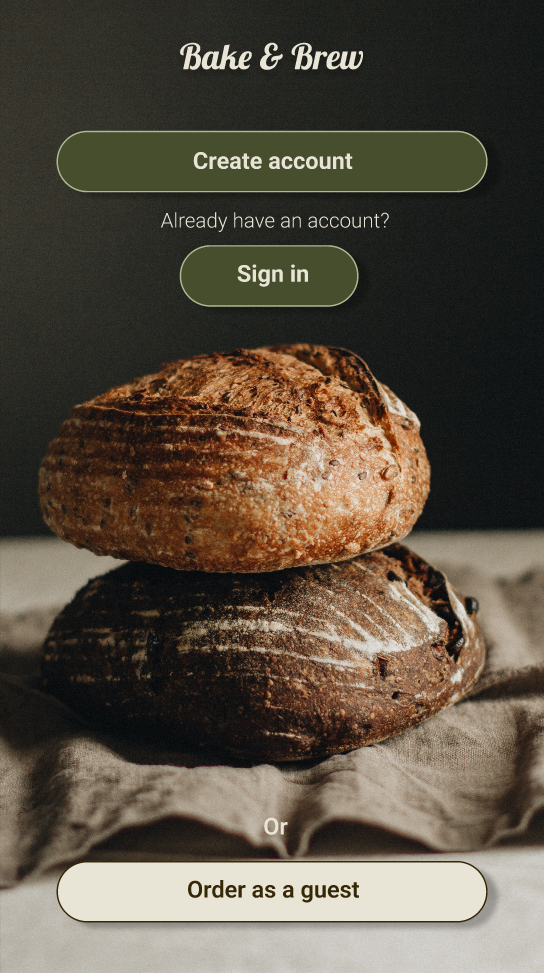 Bake & Brew
Create account
Already have an account?
Sign in
Or
Order as a guest